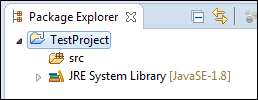 Package Explorer
TestProject
src
JRE System Library [JavaSE-1.8]